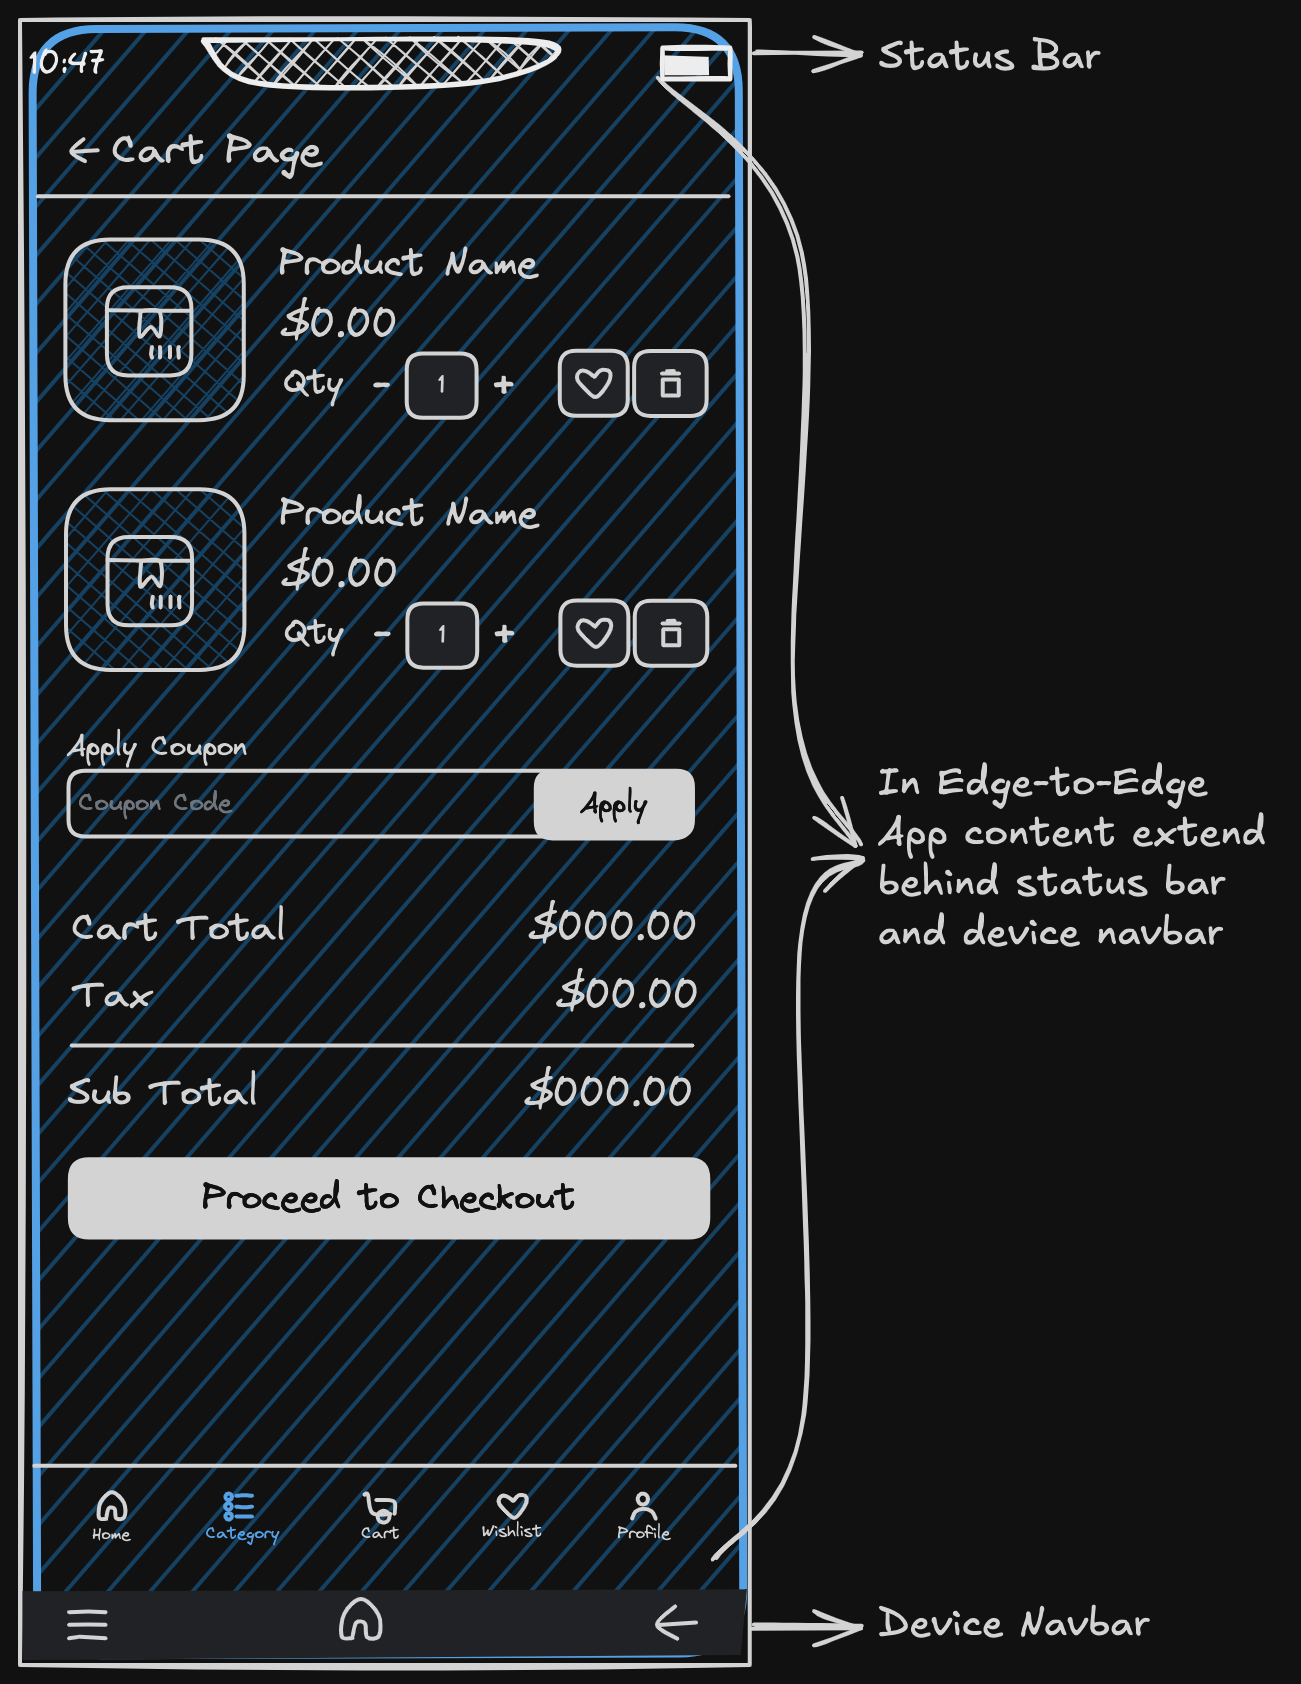 10:47
Status Bar
Cart Page
Product Name
$0.00
Qty - 1 +
Product Name
$0.00
Qty - 1 +
Apply Coupon
Coupon Code
Apply
In Edge-to-Edge
App content extend
behind status bar
and device navbar
Cart Total $000.00
Tax $00.00
Sub Total $000.00
Proceed to Checkout
Home Category Cart Wishlist Profile
Device Navbar